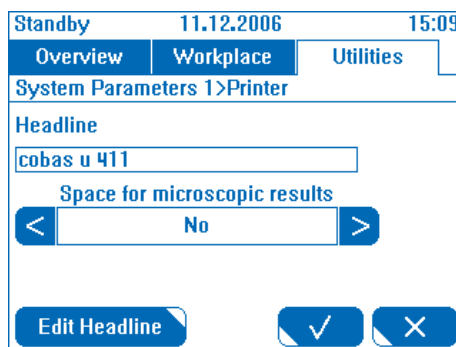 Standby 11.12.2006 15:09
Overview Workplace Utilities
System Parameters 1>Printer
Headline
cobas u 411
Space for microscopic results
< No >
Edit Headline ✓ ✕